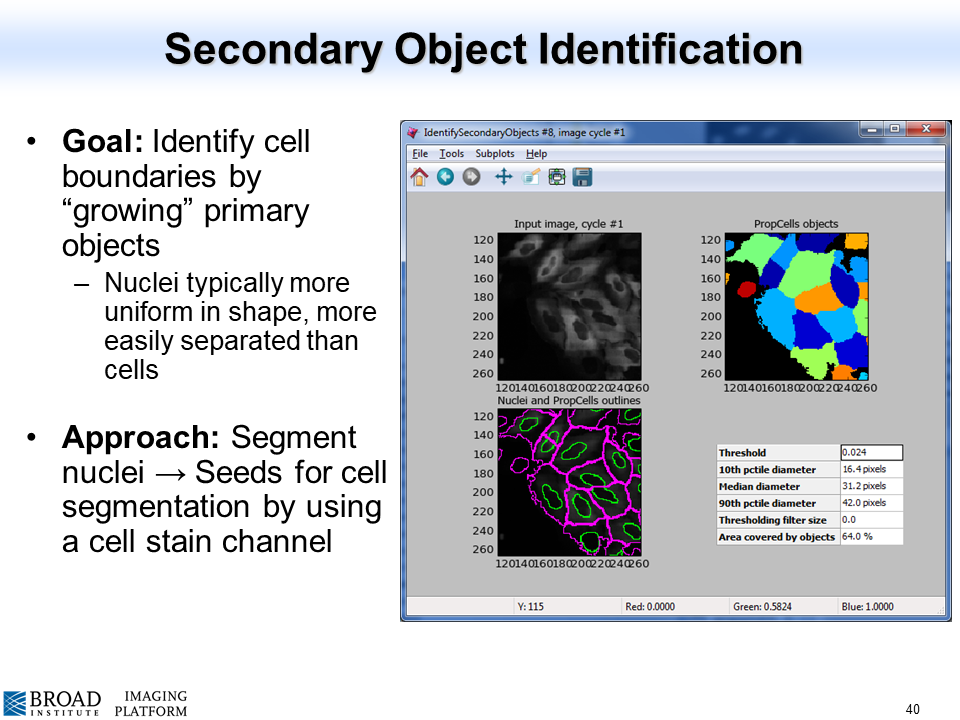 Secondary Object Identification
• Goal: Identify cell
boundaries by
“growing” primary
objects
– Nuclei typically more
uniform in shape, more
easily separated than
cells
• Approach: Segment
nuclei → Seeds for cell
segmentation by using
a cell stain channel
IdentifySecondaryObjects #8, image cycle #1
File Tools Subplots Help
Input image, cycle #1
120
140
160
180
200
220
240
260
120140160180200220240260
PropCells objects
120
140
160
180
200
220
240
260
120140160180200220240260
Nuclei and PropCells outlines
120
140
160
180
200
220
240
260
120140160180200220240260
Threshold 0.024
10th pctile diameter 16.4 pixels
Median diameter 31.2 pixels
90th pctile diameter 42.0 pixels
Thresholding filter size 0.0
Area covered by objects 64.0 %
Y: 115 Red: 0.0000 Green: 0.5824 Blue: 1.0000
BROAD
INSTITUTE
IMAGING
PLATFORM
40